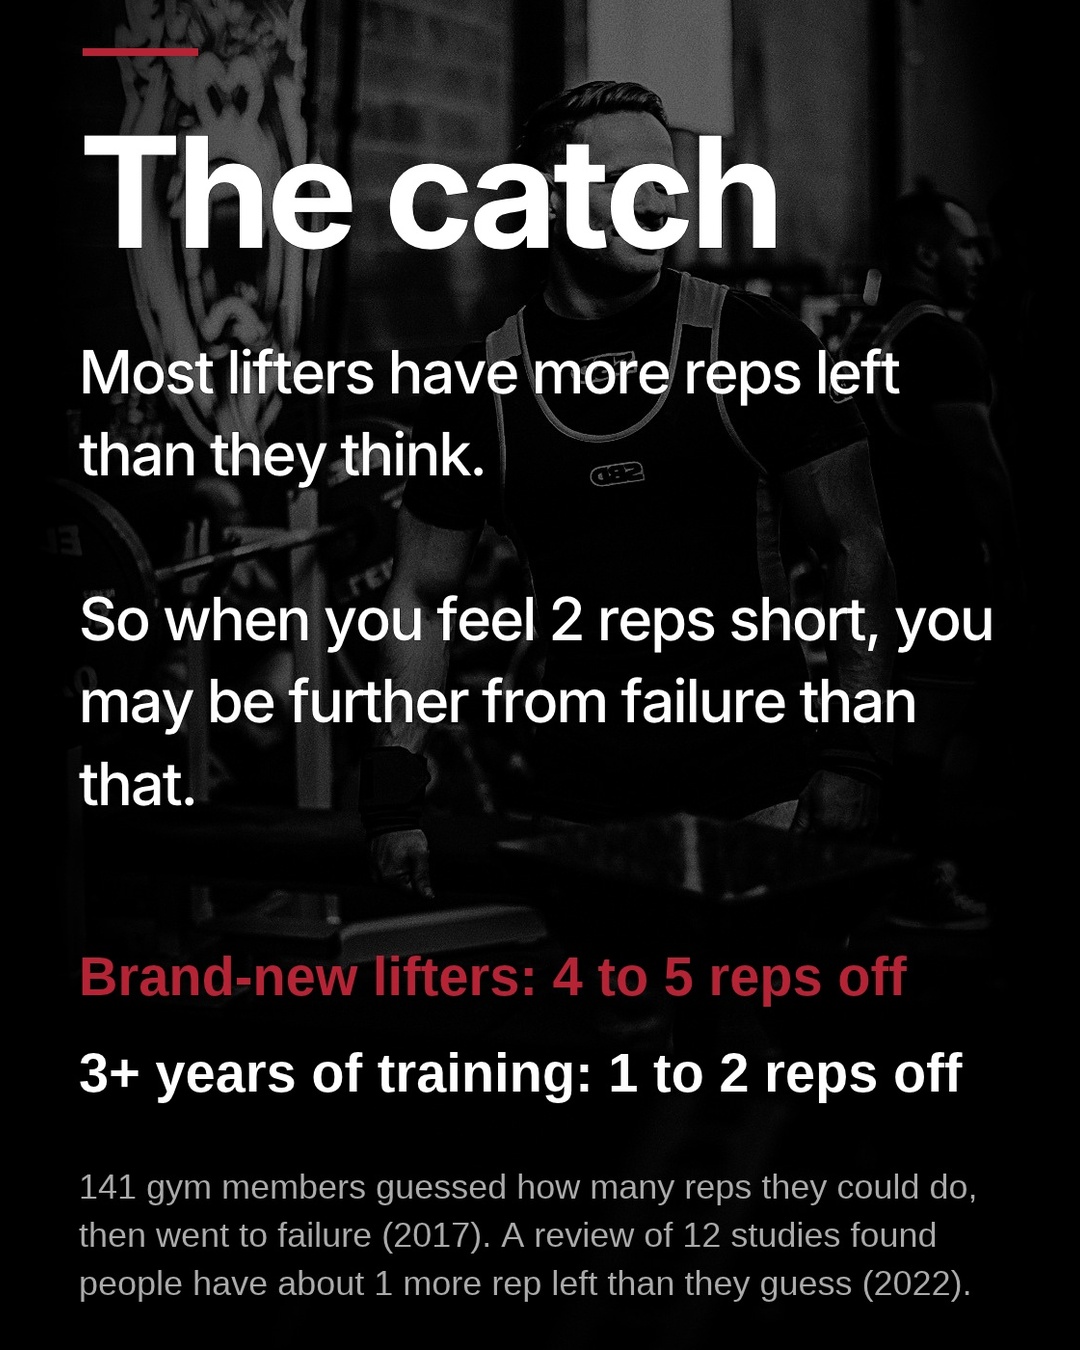 The catch
Most lifters have more reps left
than they think.
So when you feel 2 reps short, you
may be further from failure than
that.
Brand-new lifters: 4 to 5 reps off
3+ years of training: 1 to 2 reps off
141 gym members guessed how many reps they could do,
then went to failure (2017). A review of 12 studies found
people have about 1 more rep left than they guess (2022).